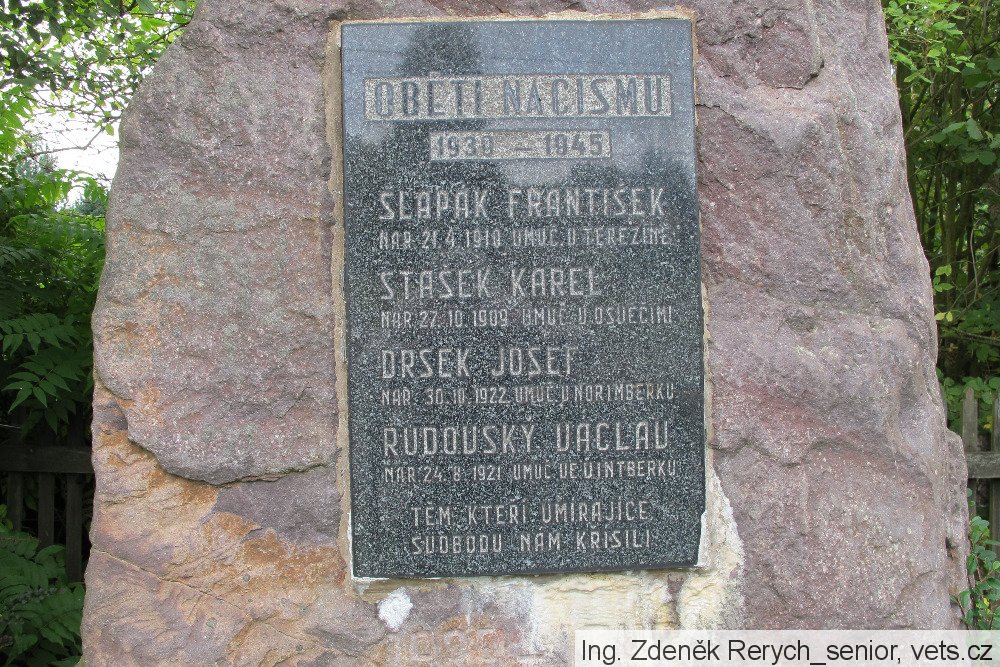 OBĚTI NACISMU
1939 – 1945
SLAPÁK FRANTIŠEK
NAR. 21. 4. 1910 UMUČ. V TEREZÍNĚ
STAŠEK KAREL
NAR. 27. 10. 1909 UMUČ. V OSVĚČIMI
DRŠEK JOSEF
NAR. 30. 10. 1922 UMUČ. V NORIMBERKU
RUDOVSKÝ VÁCLAV
NAR. 24. 8. 1921 UMUČ. VE VINTBERKU
TĚM, KTEŘÍ UMÍRAJÍCE
SVOBODU NÁM KŘÍSILI
Ing. Zdeněk Rerych_senior, vets.cz